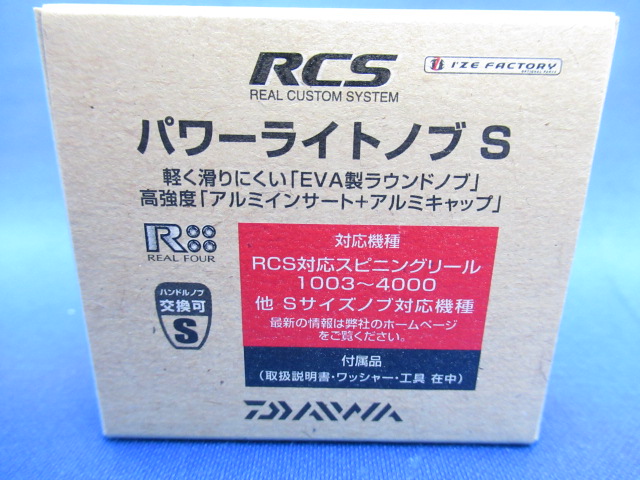 RCS
REAL CUSTOM SYSTEM
I'ZE FACTORY
パワーライトノブ S
軽く滑りにくい「EVA製ラウンドノブ」
高強度「アルミインサート+アルミキャップ」
R
REAL FOUR
ハンドルノブ
交換可
S
対応機種
RCS対応スピニングリール
1003～4000
他 Sサイズノブ対応機種
最新の情報は弊社のホームページ
をご覧ください。
付属品
(取扱説明書・ワッシャー・工具 在中)
DAIWA